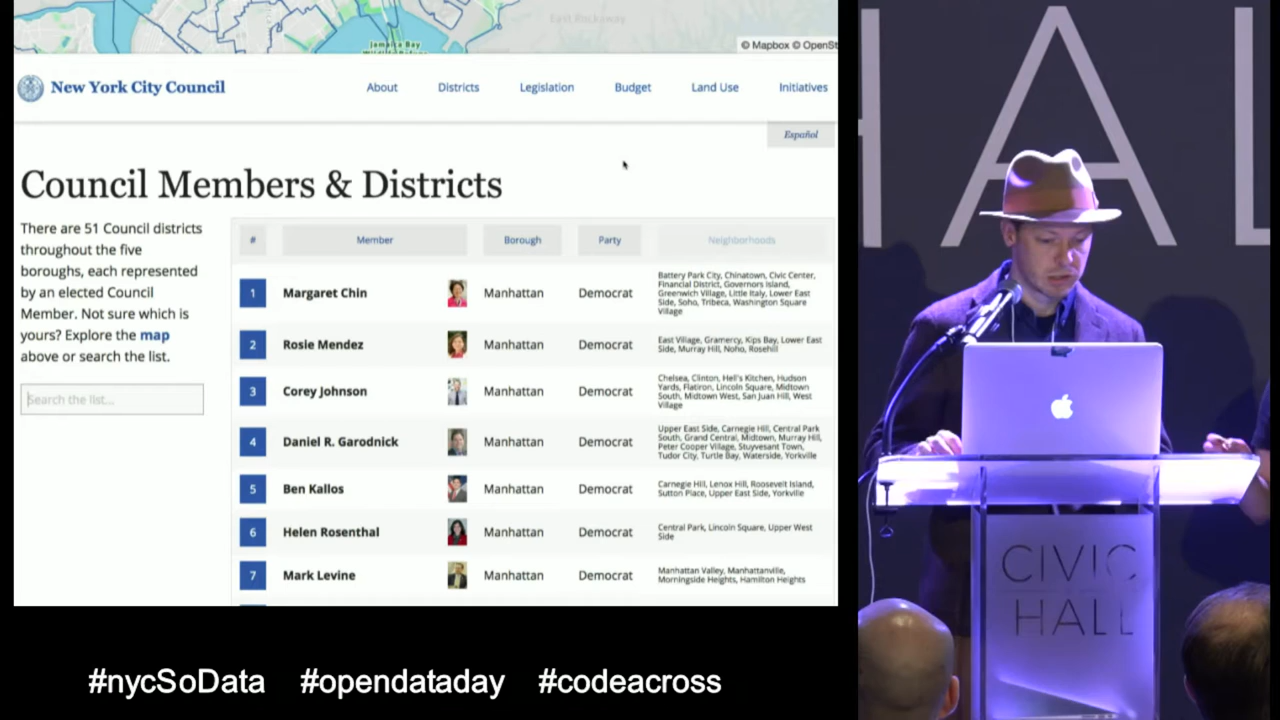 East Rockaway
Jamaica Bay
© Mapbox © OpenSt
New York City Council
About
Districts
Legislation
Budget
Land Use
Initiatives
Español
Council Members & Districts
There are 51 Council districts
throughout the five
boroughs, each represented
by an elected Council
Member. Not sure which is
yours? Explore the map
above or search the list.
Search the list...
# Member Borough Party Neighborhoods
1 Margaret Chin Manhattan Democrat
Battery Park City, Chinatown, Civic Center,
Financial District, Governors Island,
Greenwich Village, Little Italy, Lower East
Side, Soho, Tribeca, Washington Square
Village
2 Rosie Mendez Manhattan Democrat
East Village, Gramercy, Kips Bay, Lower East
Side, Murray Hill, Noho, Rosehill
3 Corey Johnson Manhattan Democrat
Chelsea, Clinton, Hell's Kitchen, Hudson
Yards, Flatiron, Lincoln Square, Midtown
South, Midtown West, San Juan Hill, West
Village
4 Daniel R. Garodnick Manhattan Democrat
Upper East Side, Carnegie Hill, Central Park
South, Grand Central, Midtown, Murray Hill,
Peter Cooper Village, Stuyvesant Town,
Tudor City, Turtle Bay, Waterside, Yorkville
5 Ben Kallos Manhattan Democrat
Carnegie Hill, Lenox Hill, Roosevelt Island,
Sutton Place, Upper East Side, Yorkville
6 Helen Rosenthal Manhattan Democrat
Central Park, Lincoln Square, Upper West
Side
7 Mark Levine Manhattan Democrat
Manhattan Valley, Manhattanville,
Morningside Heights, Hamilton Heights
#nycSoData #opendataday #codeacross
HAL
CIVIC
HALL